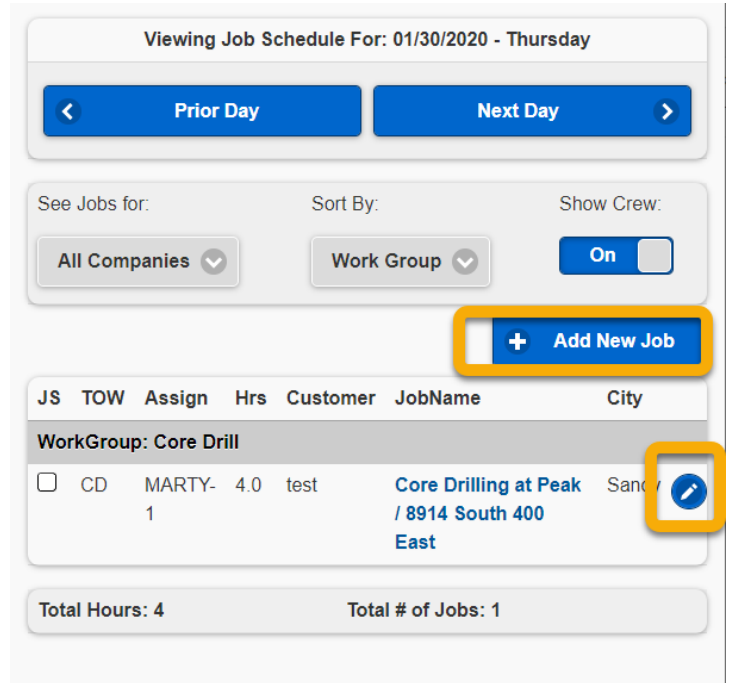 Viewing Job Schedule For: 01/30/2020 - Thursday
Prior Day Next Day
See Jobs for: Sort By: Show Crew:
All Companies Work Group On
Add New Job
JS TOW Assign Hrs Customer JobName City
WorkGroup: Core Drill
CD MARTY- 4.0 test Core Drilling at Peak Sandy
1 / 8914 South 400
East
Total Hours: 4 Total # of Jobs: 1